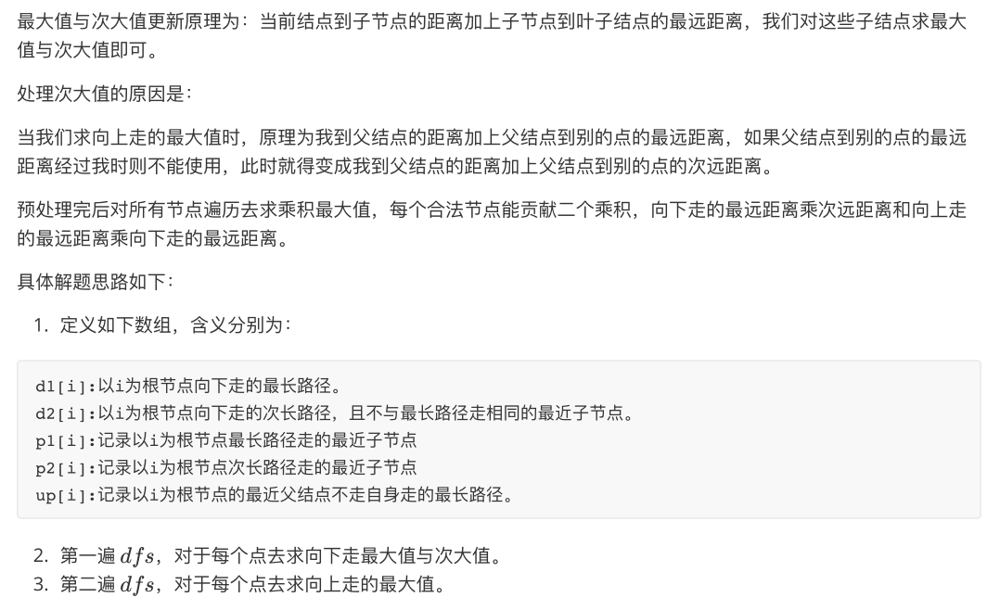 最大值与次大值更新原理为：当前结点到子节点的距离加上子节点到叶子结点的最远距离，我们对这些子结点求最大
值与次大值即可。
处理次大值的原因是：
当我们求向上走的最大值时，原理为我到父结点的距离加上父结点到别的点的最远距离，如果父结点到别的点的最远
距离经过我时则不能使用，此时就得变成我到父结点的距离加上父结点到别的点的次远距离。
预处理完后对所有节点遍历去求乘积最大值，每个合法节点能贡献二个乘积，向下走的最远距离乘次远距离和向上走
的最远距离乘向下走的最远距离。
具体解题思路如下：
1. 定义如下数组，含义分别为：
d1[i]:以i为根节点向下走的最长路径。
d2[i]:以i为根节点向下走的次长路径，且不与最长路径走相同的最近子节点。
p1[i]:记录以i为根节点最长路径走的最近子节点
p2[i]:记录以i为根节点次长路径走的最近子节点
up[i]:记录以i为根节点的最近父结点不走自身走的最长路径。
2. 第一遍 dfs，对于每个点去求向下走最大值与次大值。
3. 第二遍 dfs，对于每个点去求向上走的最大值。